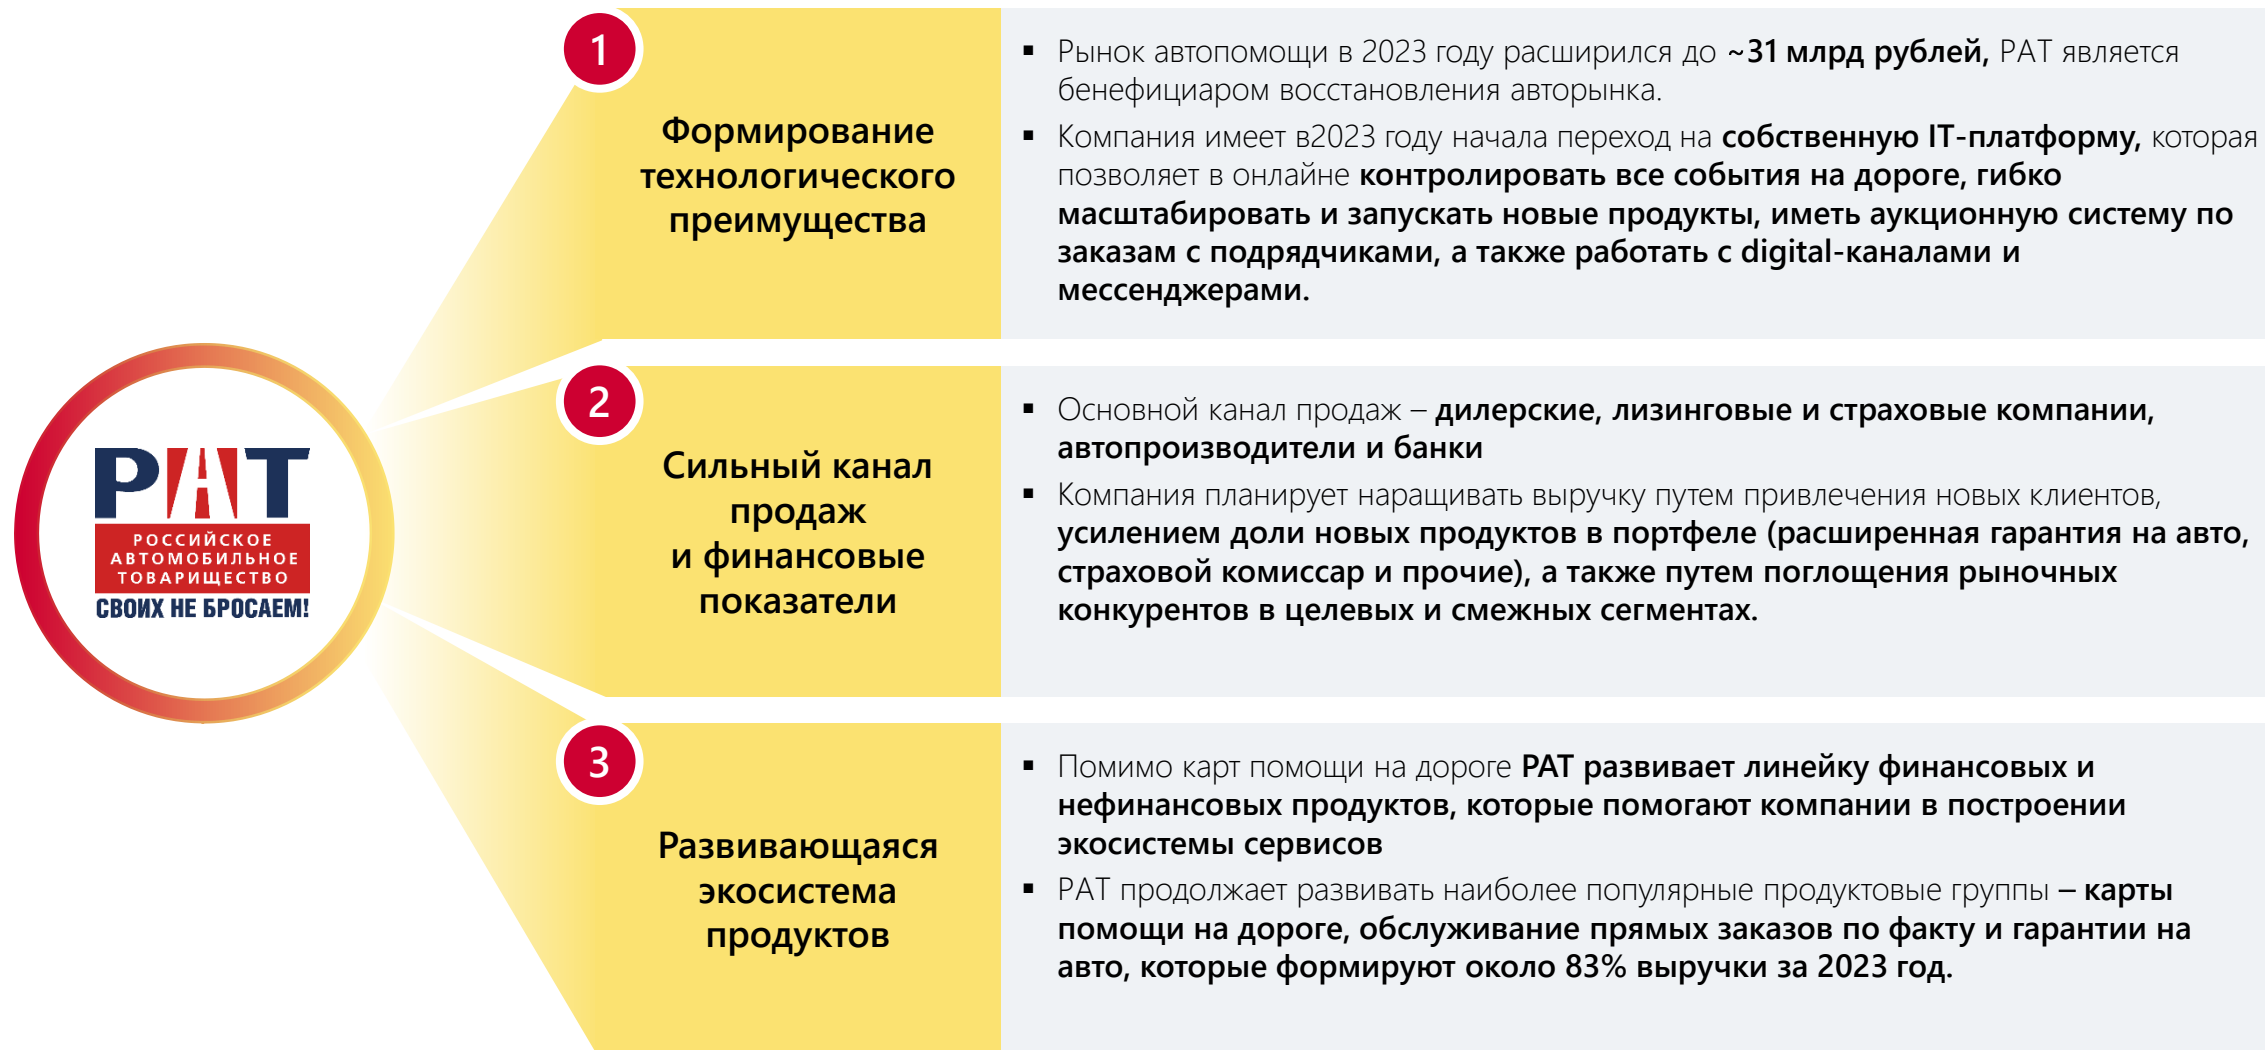 1
Формирование
технологического
преимущества
▪ Рынок автопомощи в 2023 году расширился до ~31 млрд рублей, РАТ является
бенефициаром восстановления авторынка.
▪ Компания имеет в2023 году начала переход на собственную IT-платформу, которая
позволяет в онлайне контролировать все события на дороге, гибко
масштабировать и запускать новые продукты, иметь аукционную систему по
заказам с подрядчиками, а также работать с digital-каналами и
мессенджерами.
РАТ
РОССИЙСКОЕ
АВТОМОБИЛЬНОЕ
ТОВАРИЩЕСТВО
СВОИХ НЕ БРОСАЕМ!
2
Сильный канал
продаж
и финансовые
показатели
▪ Основной канал продаж – дилерские, лизинговые и страховые компании,
автопроизводители и банки
▪ Компания планирует наращивать выручку путем привлечения новых клиентов,
усилением доли новых продуктов в портфеле (расширенная гарантия на авто,
страховой комиссар и прочие), а также путем поглощения рыночных
конкурентов в целевых и смежных сегментах.
3
Развивающаяся
экосистема
продуктов
▪ Помимо карт помощи на дороге РАТ развивает линейку финансовых и
нефинансовых продуктов, которые помогают компании в построении
экосистемы сервисов
▪ РАТ продолжает развивать наиболее популярные продуктовые группы – карты
помощи на дороге, обслуживание прямых заказов по факту и гарантии на
авто, которые формируют около 83% выручки за 2023 год.